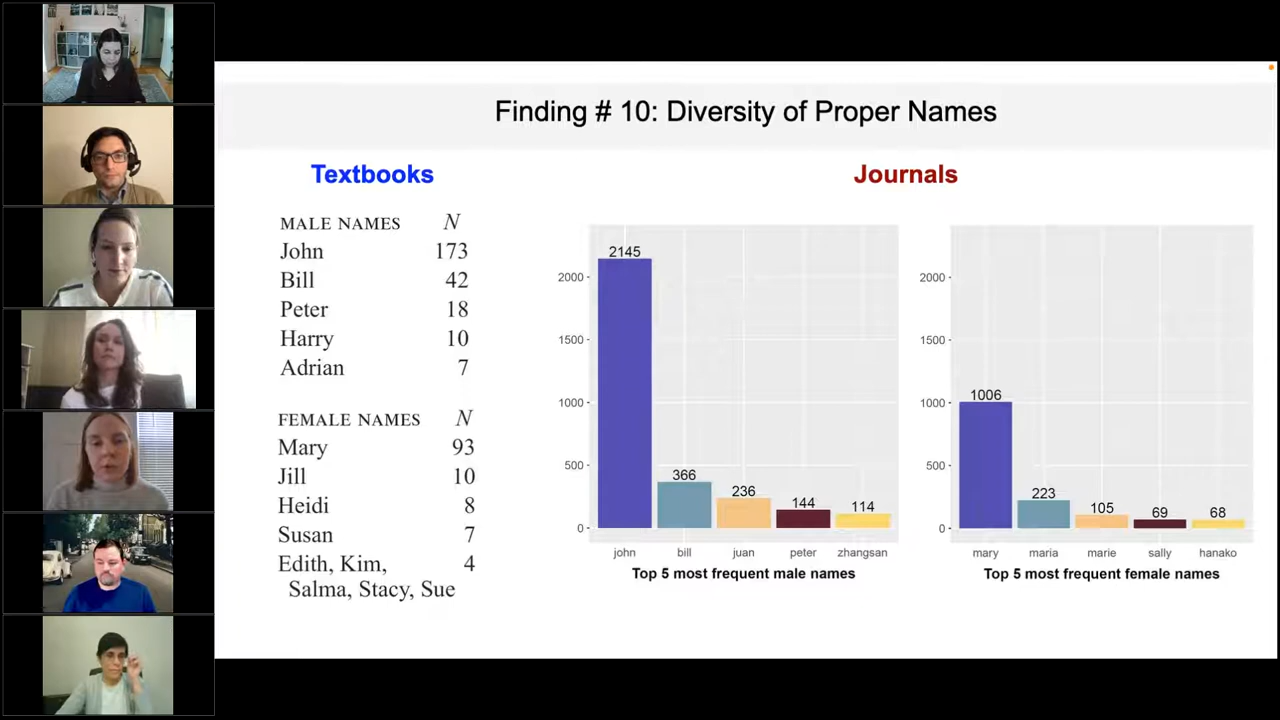 Finding # 10: Diversity of Proper Names
Textbooks
MALE NAMES N
John 173
Bill 42
Peter 18
Harry 10
Adrian 7
FEMALE NAMES N
Mary 93
Jill 10
Heidi 8
Susan 7
Edith, Kim, 4
Salma, Stacy, Sue
Journals
2000
1500
1000
500
0
2145
366
236
144
114
john bill juan peter zhangsan
Top 5 most frequent male names
2000
1500
1000
500
0
1006
223
105
69
68
mary maria marie sally hanako
Top 5 most frequent female names